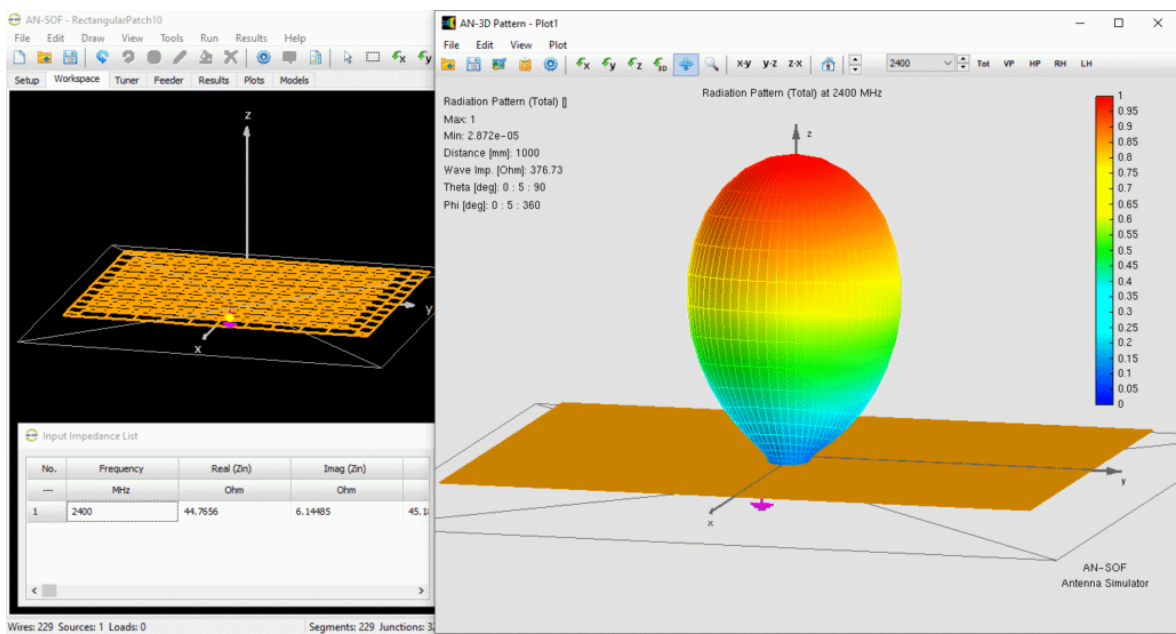 AN-SOF - RectangularPatch10
File Edit Draw View Tools Run Results Help
Setup Workspace Tuner Feeder Results Plots Models
z
y
x
Input Impedance List
No. Frequency Real (Zin) Imag (Zin)
--- MHz Ohm Ohm
1 2400 44.7656 6.14485
Wires: 229 Sources: 1 Loads: 0 Segments: 229 Junctions:
AN-3D Pattern - Plot1
File Edit View Plot
x y z 3D x-y y-z z-x 2400 Tot VP HP RH LH
Radiation Pattern (Total) at 2400 MHz
Radiation Pattern (Total) []
Max: 1
Min: 2.872e-05
Distance [mm]: 1000
Wave Imp. [Ohm]: 376.73
Theta [deg]: 0 : 5 : 90
Phi [deg]: 0 : 5 : 360
z
y
x
1
0.95
0.9
0.85
0.8
0.75
0.7
0.65
0.6
0.55
0.5
0.45
0.4
0.35
0.3
0.25
0.2
0.15
0.1
0.05
0
AN-SOF
Antenna Simulator